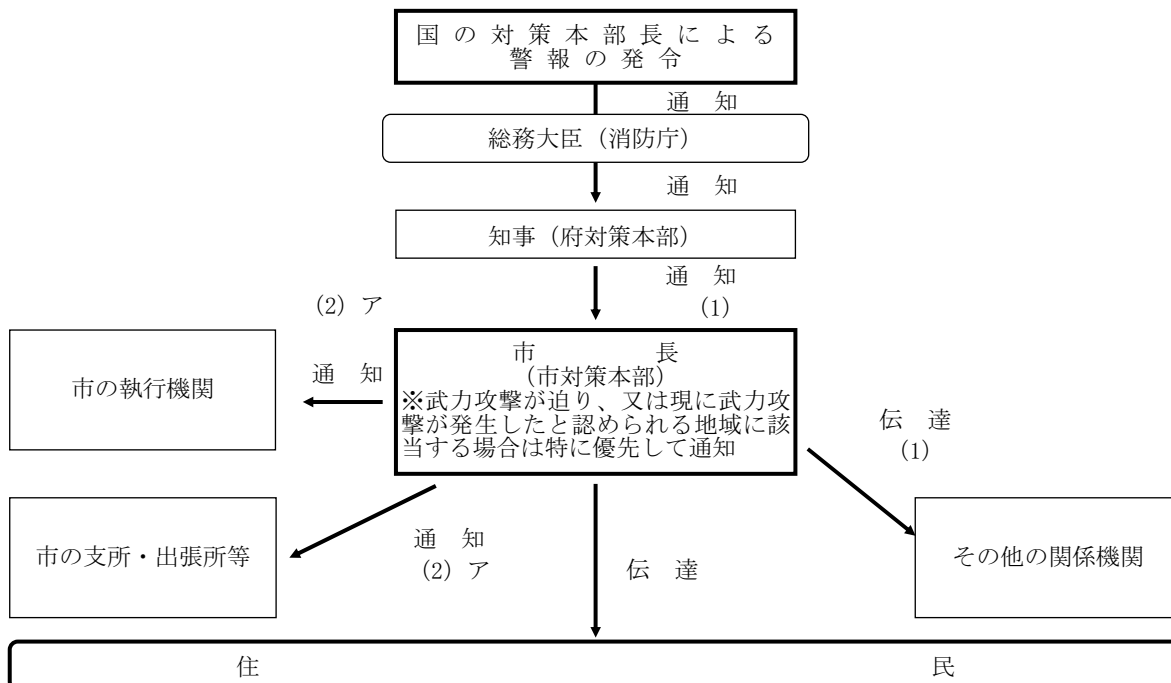 国の対策本部長による
警報の発令
通 知
総務大臣（消防庁）
通 知
知事（府対策本部）
通 知
(1)
(2) ア
市 長
（市対策本部）
※武力攻撃が迫り、又は現に武力攻
撃が発生したと認められる地域に該
当する場合は特に優先して通知
通 知
市の執行機関
伝 達
(1)
市の支所・出張所等
通 知
(2) ア
伝 達
その他の関係機関
住 民